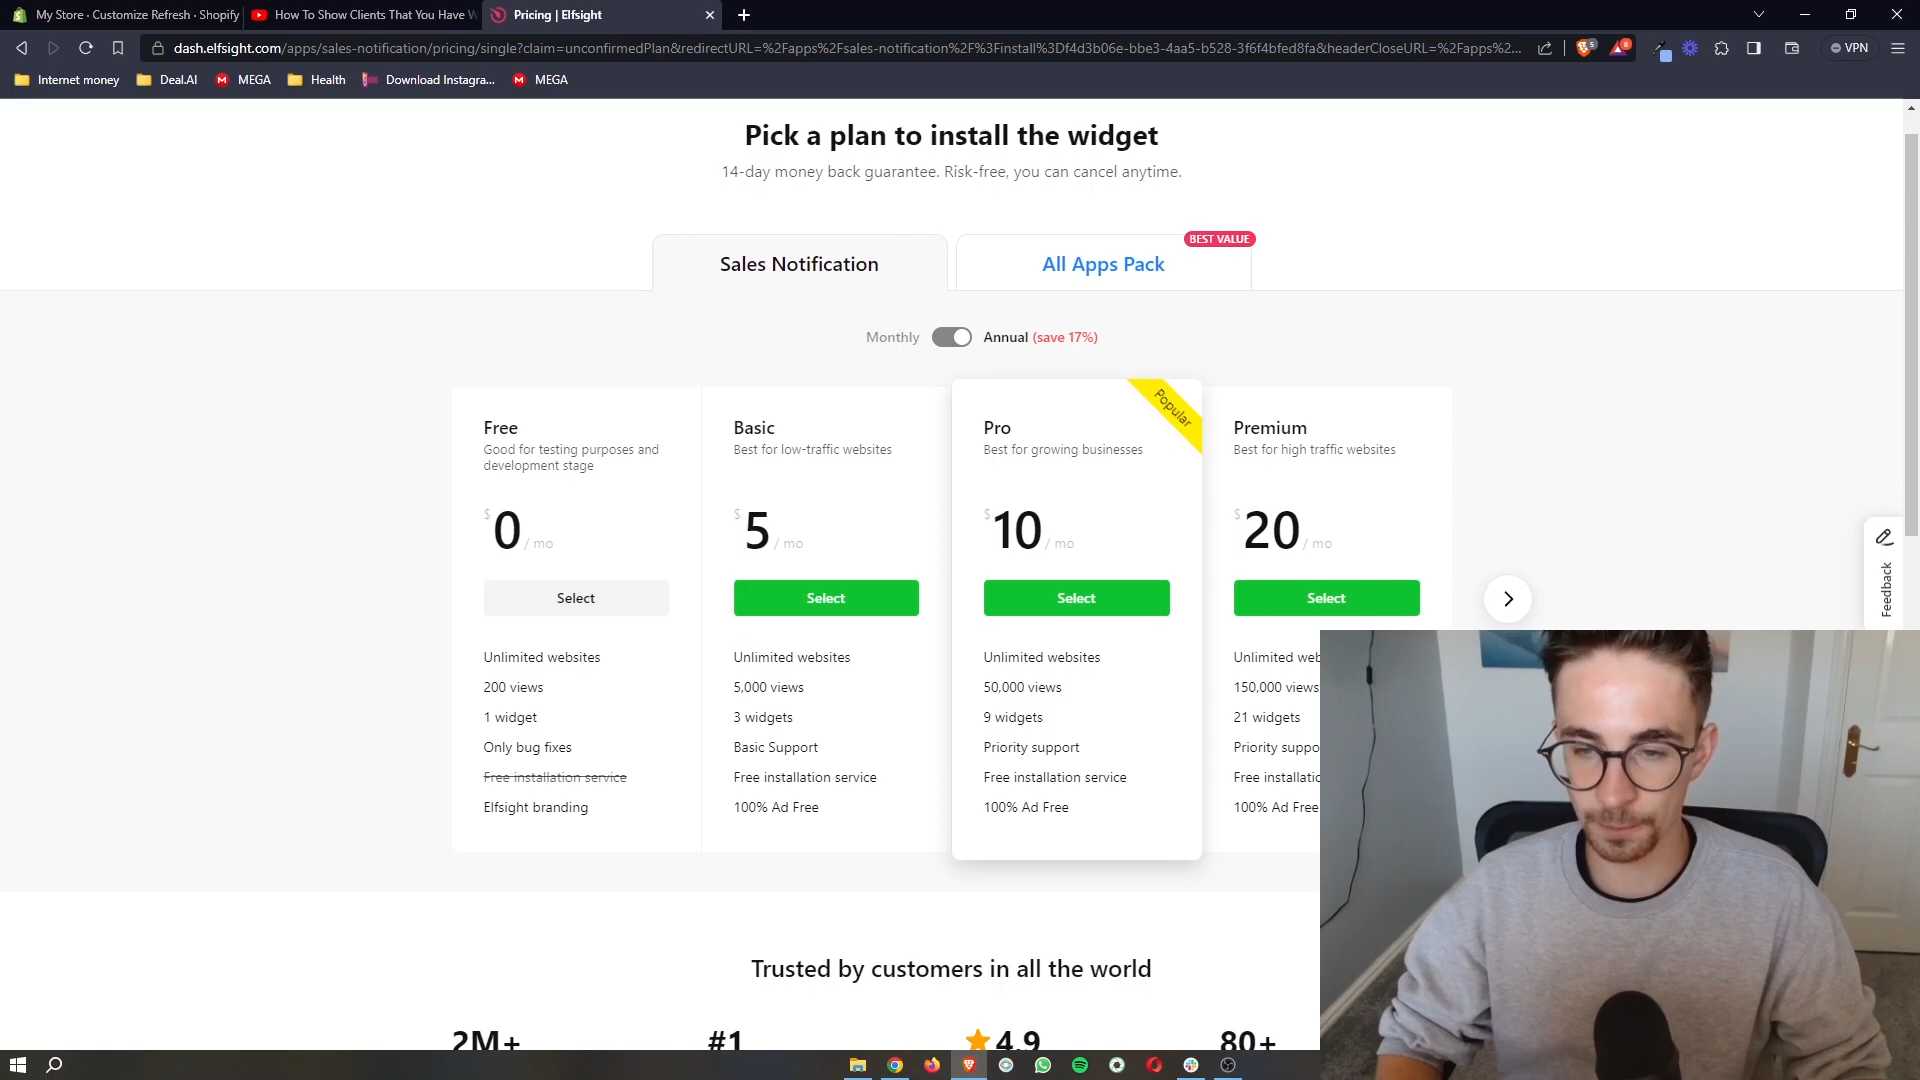 My Store · Customize Refresh · Shopify
How To Show Clients That You Have
Pricing | Elfsight
dash.elfsight.com/apps/sales-notification/pricing/single?claim=unconfirmedPlan&redirectURL=%2Fapps%2Fsales-notification%2F%3Finstall%3Df4d3b06e-bbe3-4aa5-b528-3f6f4bfed8fa&headerCloseURL=%2Fapps%2...
VPN
Internet money
Deal.AI
MEGA
Health
Download Instagra...
MEGA
Pick a plan to install the widget
14-day money back guarantee. Risk-free, you can cancel anytime.
BEST VALUE
Sales Notification
All Apps Pack
Monthly
Annual (save 17%)
Free
Good for testing purposes and
development stage
$0 / mo
Select
Unlimited websites
200 views
1 widget
Only bug fixes
Free installation service
Elfsight branding
Basic
Best for low-traffic websites
$5 / mo
Select
Unlimited websites
5,000 views
3 widgets
Basic Support
Free installation service
100% Ad Free
Popular
Pro
Best for growing businesses
$10 / mo
Select
Unlimited websites
50,000 views
9 widgets
Priority support
Free installation service
100% Ad Free
Premium
Best for high traffic websites
$20 / mo
Select
Unlimited web
150,000 views
21 widgets
Priority suppo
Free installatio
100% Ad Free
Feedback
Trusted by customers in all the world
2M+
#1
4.9
80+